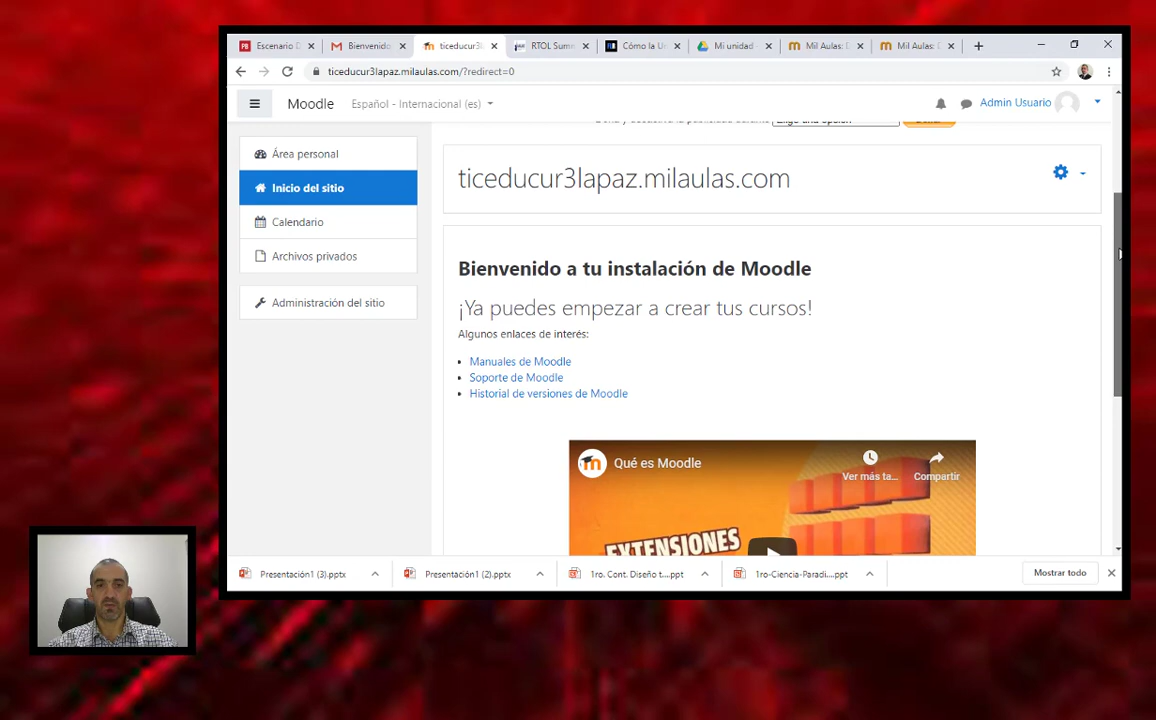 Escenario D
Bienvenido
ticeducur3l
RTOL Sum
Cómo la U
Mi unidad
Mil Aulas:
Mil Aulas:
ticeducur3lapaz.milaulas.com/?redirect=0
Moodle
Español - Internacional (es)
Admin Usuario
Área personal
Inicio del sitio
Calendario
Archivos privados
Administración del sitio
ticeducur3lapaz.milaulas.com
Bienvenido a tu instalación de Moodle
¡Ya puedes empezar a crear tus cursos!
Algunos enlaces de interés:
Manuales de Moodle
Soporte de Moodle
Historial de versiones de Moodle
Qué es Moodle
Ver más ta...
Compartir
EXTENSIONES
Presentación1 (3).pptx
Presentación1 (2).pptx
1ro. Cont. Diseño t....ppt
1ro-Ciencia-Paradi....ppt
Mostrar todo